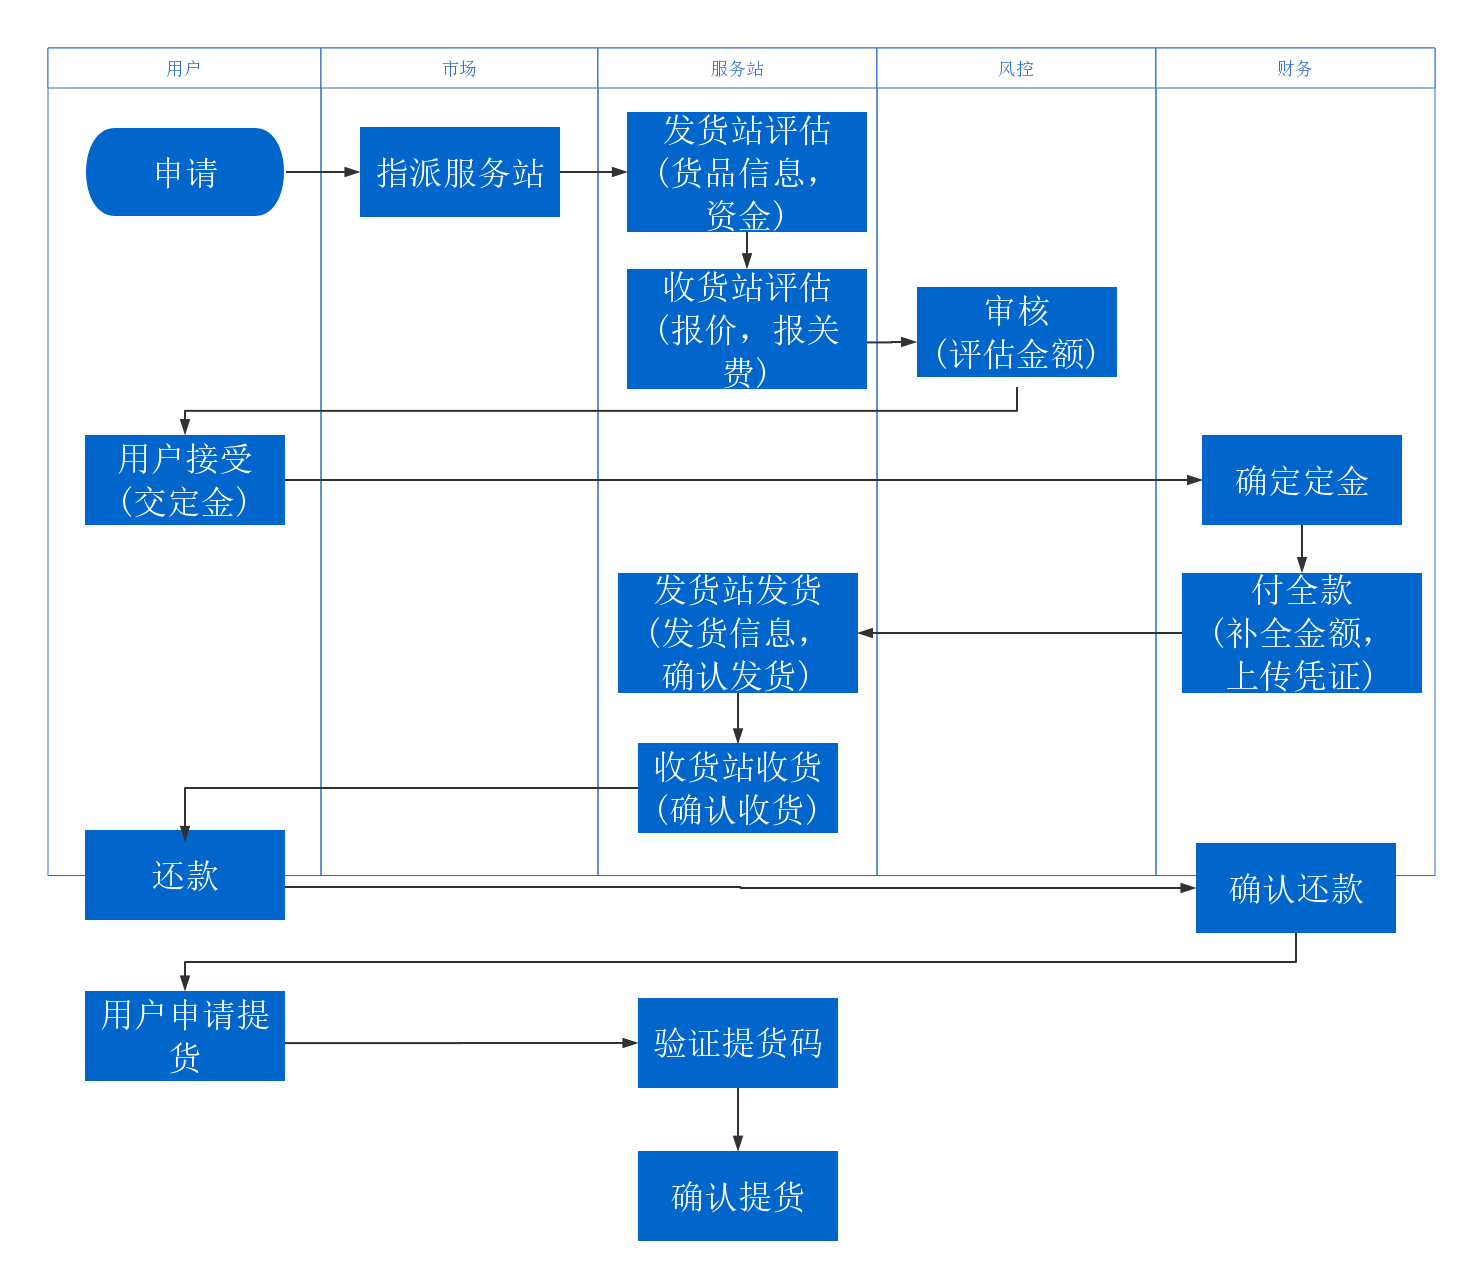 用户
市场
服务站
风控
财务
申请
指派服务站
发货站评估
(货品信息，
资金)
收货站评估
(报价，报关
费)
审核
(评估金额)
用户接受
(交定金)
确定定金
发货站发货
(发货信息，
确认发货)
付全款
(补全金额，
上传凭证)
收货站收货
(确认收货)
还款
确认还款
用户申请提
货
验证提货码
确认提货